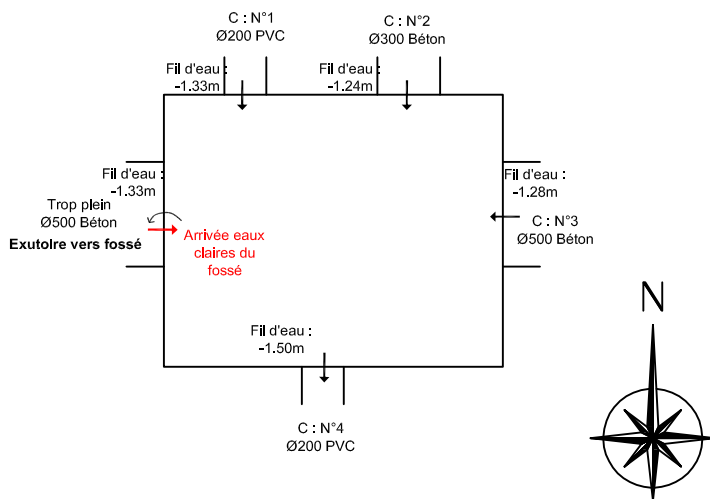 C : N°1
Ø200 PVC
C : N°2
Ø300 Béton
Fil d'eau :
-1.33m
Fil d'eau :
-1.24m
Fil d'eau :
-1.33m
Trop plein
Ø500 Béton
Exutoire vers fossé
Arrivée eaux
claires du
fossé
Fil d'eau :
-1.28m
C : N°3
Ø500 Béton
Fil d'eau :
-1.50m
C : N°4
Ø200 PVC
N